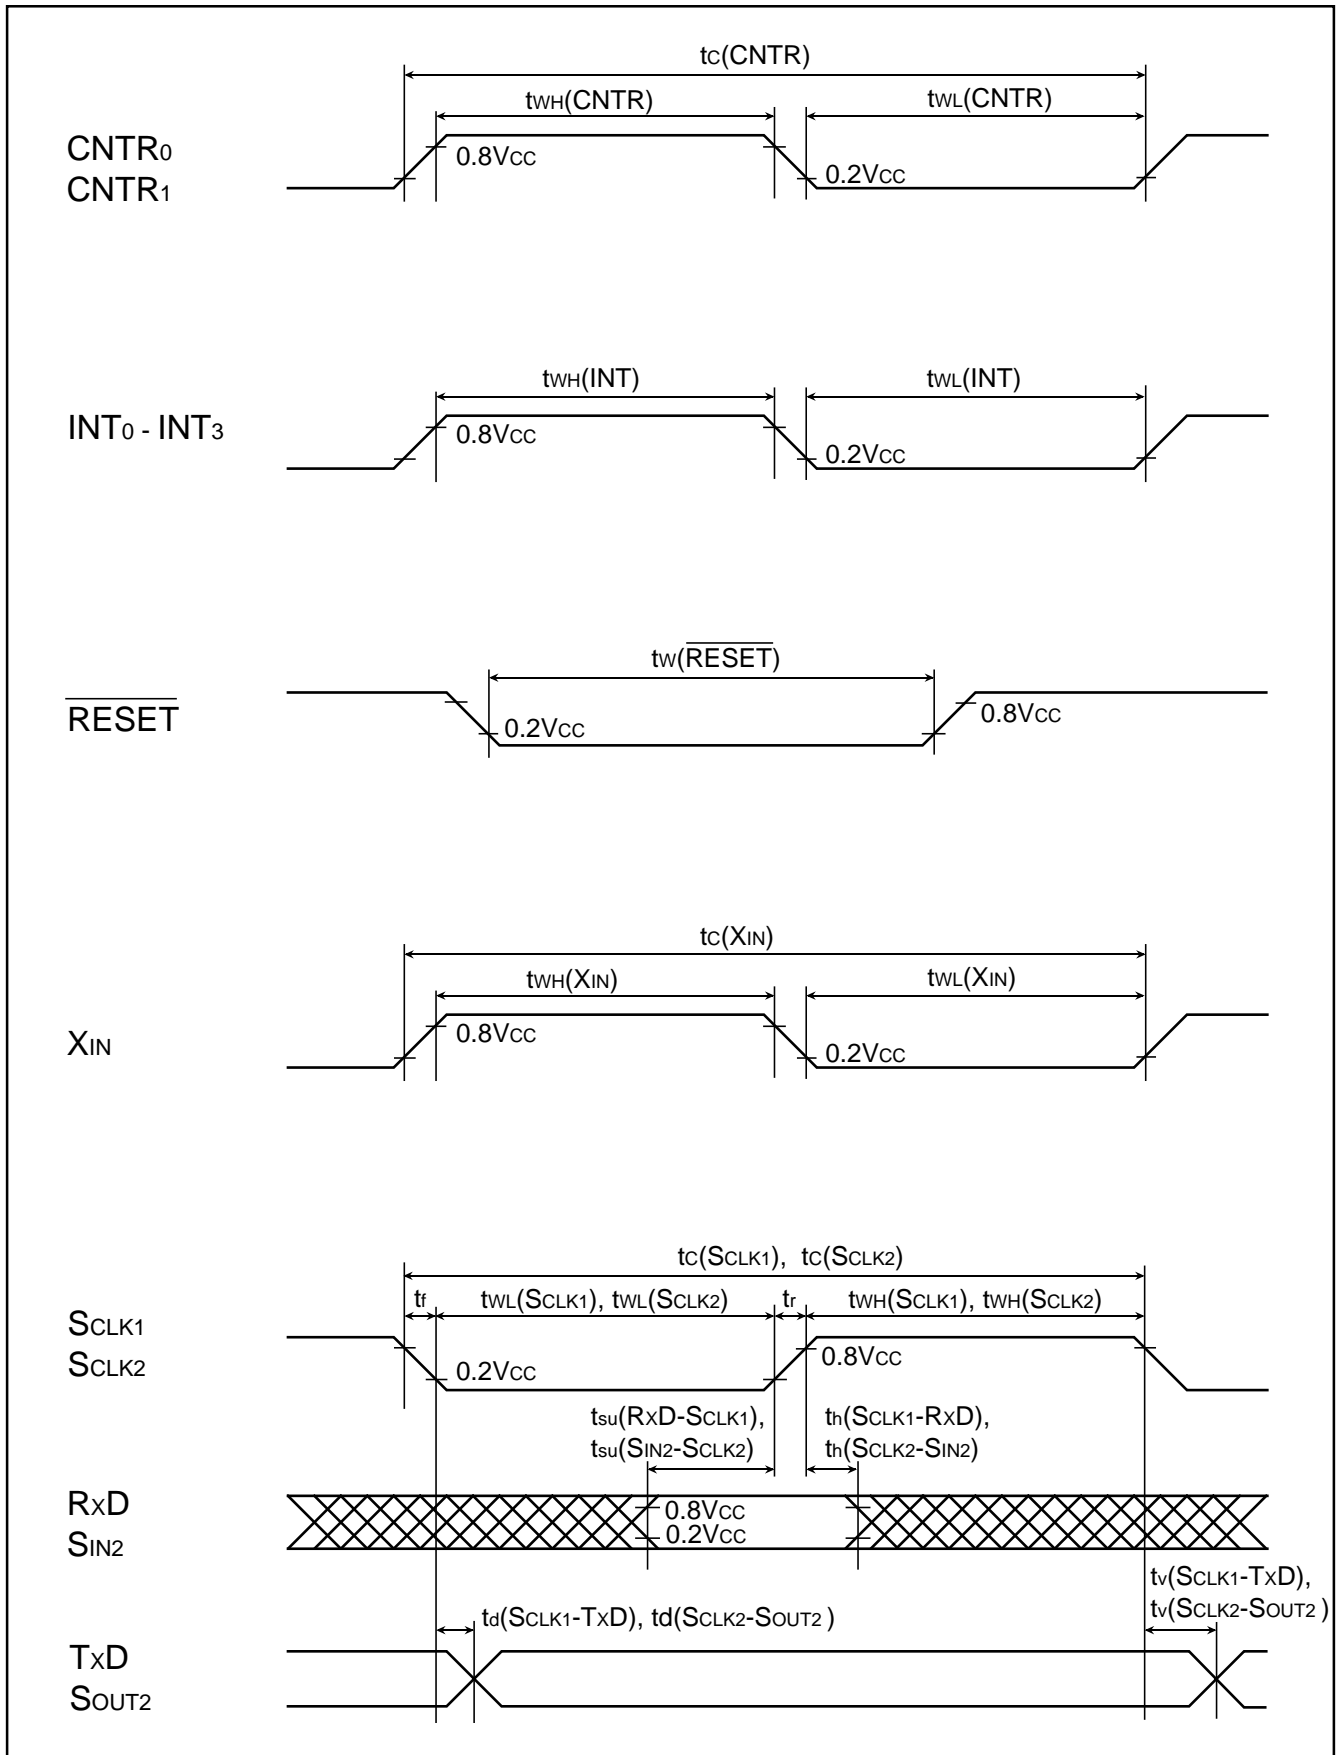 tC(CNTR)
tWH(CNTR) tWL(CNTR)
CNTR0
CNTR1
0.8VCC
0.2VCC
tWH(INT) tWL(INT)
INT0 - INT3
0.8VCC
0.2VCC
tW(RESET)
RESET
0.2VCC
0.8VCC
tC(XIN)
tWH(XIN) tWL(XIN)
XIN
0.8VCC
0.2VCC
tC(SCLK1), tC(SCLK2)
tf tWL(SCLK1), tWL(SCLK2) tr tWH(SCLK1), tWH(SCLK2)
SCLK1
SCLK2
0.2VCC
0.8VCC
tsu(RXD-SCLK1),
tsu(SIN2-SCLK2)
th(SCLK1-RXD),
th(SCLK2-SIN2)
RXD
SIN2
0.8VCC
0.2VCC
td(SCLK1-TXD), td(SCLK2-SOUT2 )
tv(SCLK1-TXD),
tv(SCLK2-SOUT2 )
TXD
SOUT2